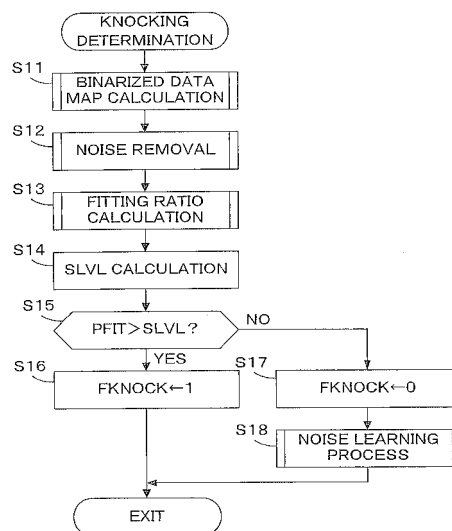 KNOCKING
DETERMINATION
S11
BINARIZED DATA
MAP CALCULATION
S12
NOISE REMOVAL
S13
FITTING RATIO
CALCULATION
S14
SLVL CALCULATION
S15
PFIT>SLVL?
NO
YES
S16
FKNOCK←1
S17
FKNOCK←0
S18
NOISE LEARNING
PROCESS
EXIT